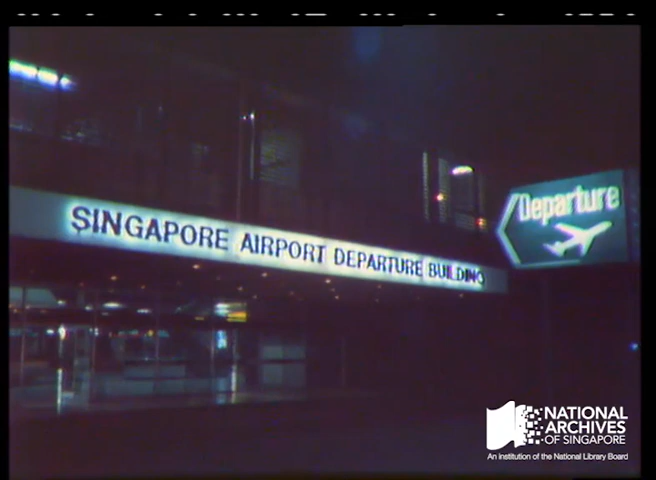 SINGAPORE AIRPORT DEPARTURE BUILDING
Departure
NATIONAL
ARCHIVES
OF SINGAPORE
An institution of the National Library Board